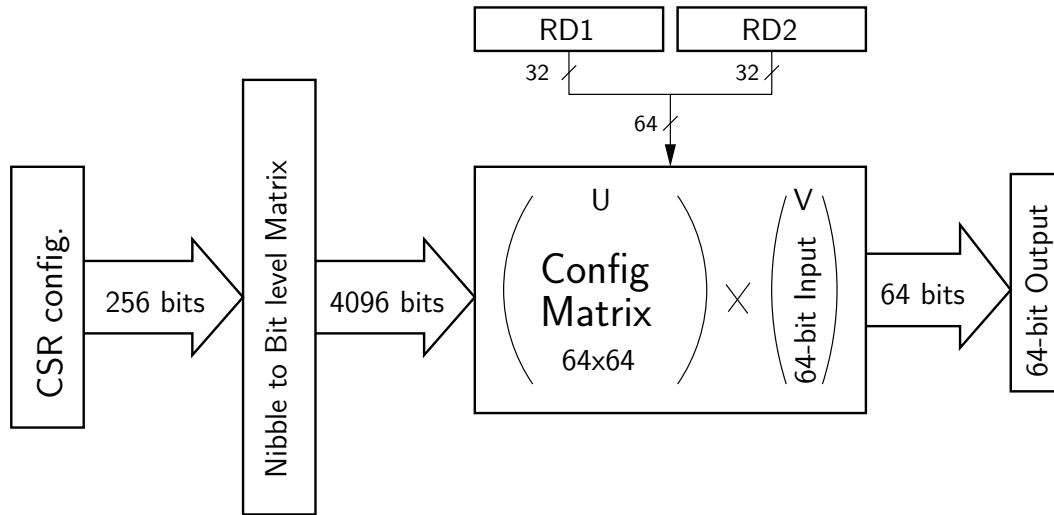 RD1
RD2
32
32
64
CSR config.
256 bits
Nibble to Bit level Matrix
4096 bits
U
Config
Matrix
64x64
V
64-bit Input
64 bits
64-bit Output